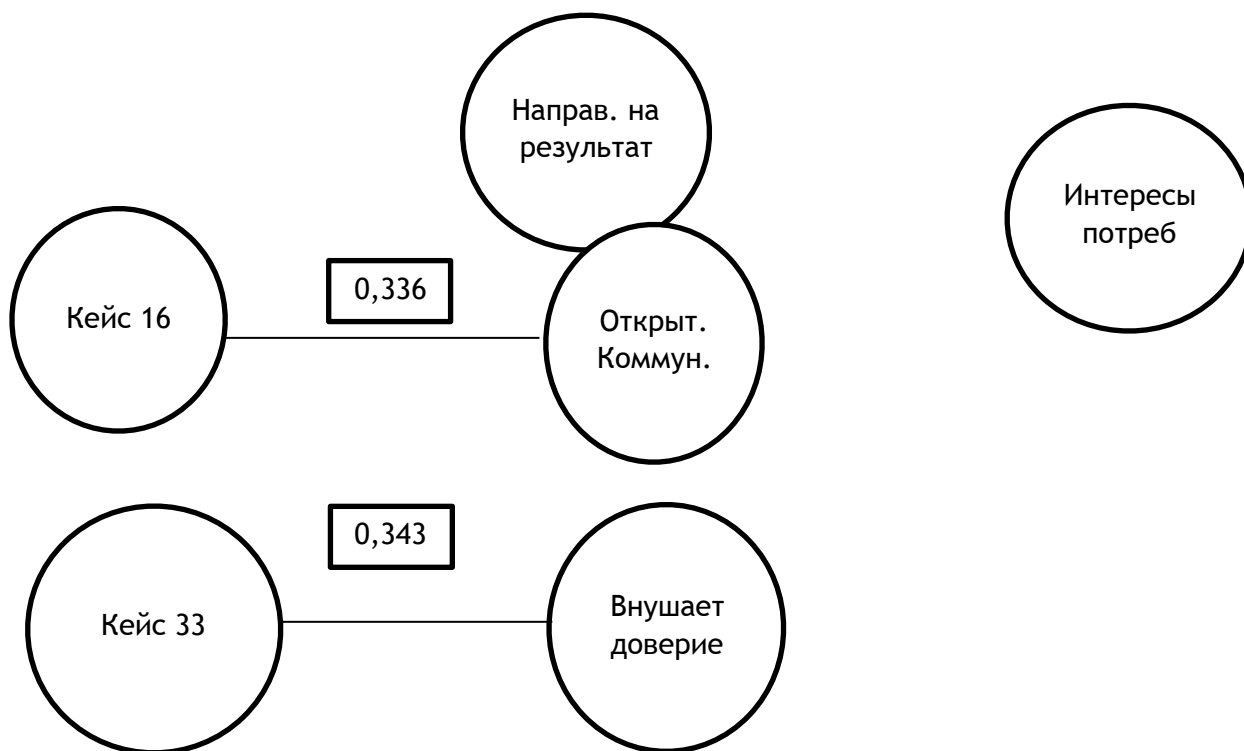 Направ. на
результат
Интересы
потреб
0,336
Кейс 16
Открыт.
Коммун.
0,343
Кейс 33
Внушает
доверие